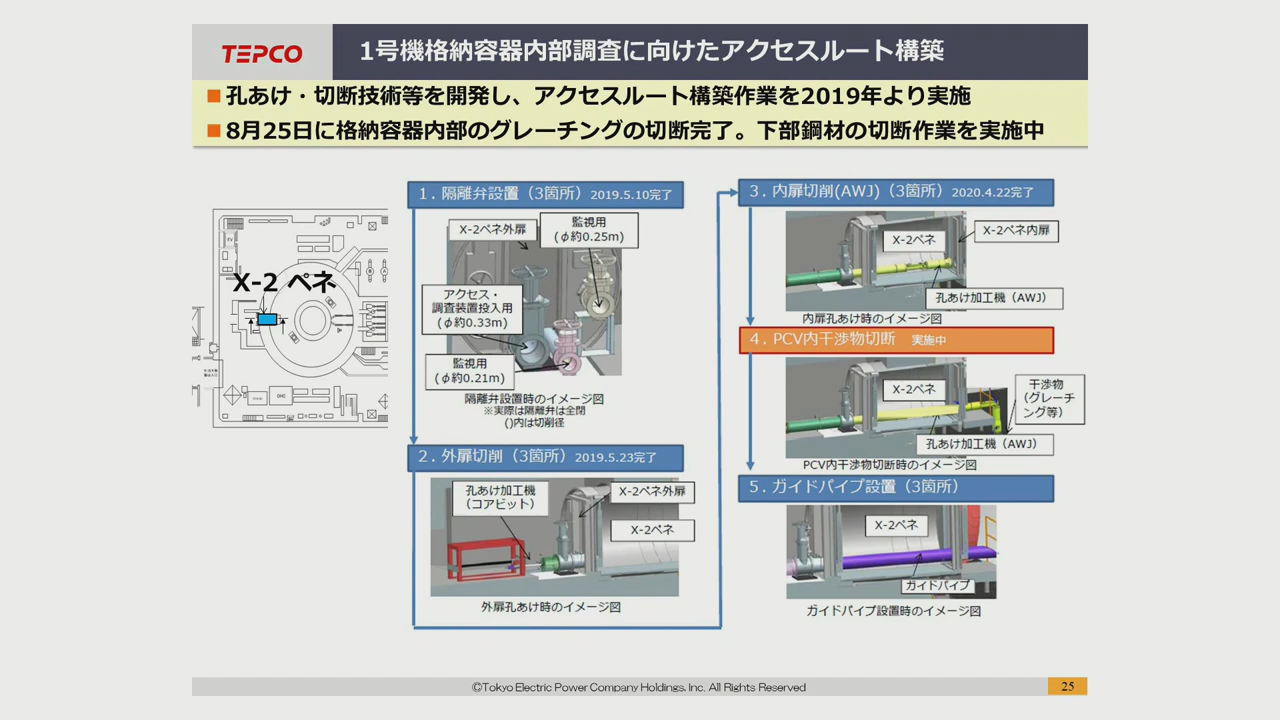 TEPCO
1号機格納容器内部調査に向けたアクセスルート構築
孔あけ・切断技術等を開発し、アクセスルート構築作業を2019年より実施
8月25日に格納容器内部のグレーチングの切断完了。下部鋼材の切断作業を実施中
X-2 ペネ
1．隔離弁設置（3箇所）2019.5.10完了
X-2ペネ外扉
監視用
(φ約0.25m)
アクセス・
調査装置投入用
(φ約0.33m)
監視用
(φ約0.21m)
隔離弁設置時のイメージ図
※実際は隔離弁は全閉
()内は切削径
2．外扉切削（3箇所）2019.5.23完了
孔あけ加工機
（コアビット）
X-2ペネ外扉
X-2ペネ
外扉孔あけ時のイメージ図
3．内扉切削(AWJ)（3箇所）2020.4.22完了
X-2ペネ
X-2ペネ内扉
孔あけ加工機（AWJ）
内扉孔あけ時のイメージ図
4．PCV内干渉物切断 実施中
X-2ペネ
干渉物
（グレーチ
ング等）
孔あけ加工機（AWJ）
PCV内干渉物切断時のイメージ図
5．ガイドパイプ設置（3箇所）
X-2ペネ
ガイドパイプ
ガイドパイプ設置時のイメージ図
©Tokyo Electric Power Company Holdings, Inc. All Rights Reserved
25